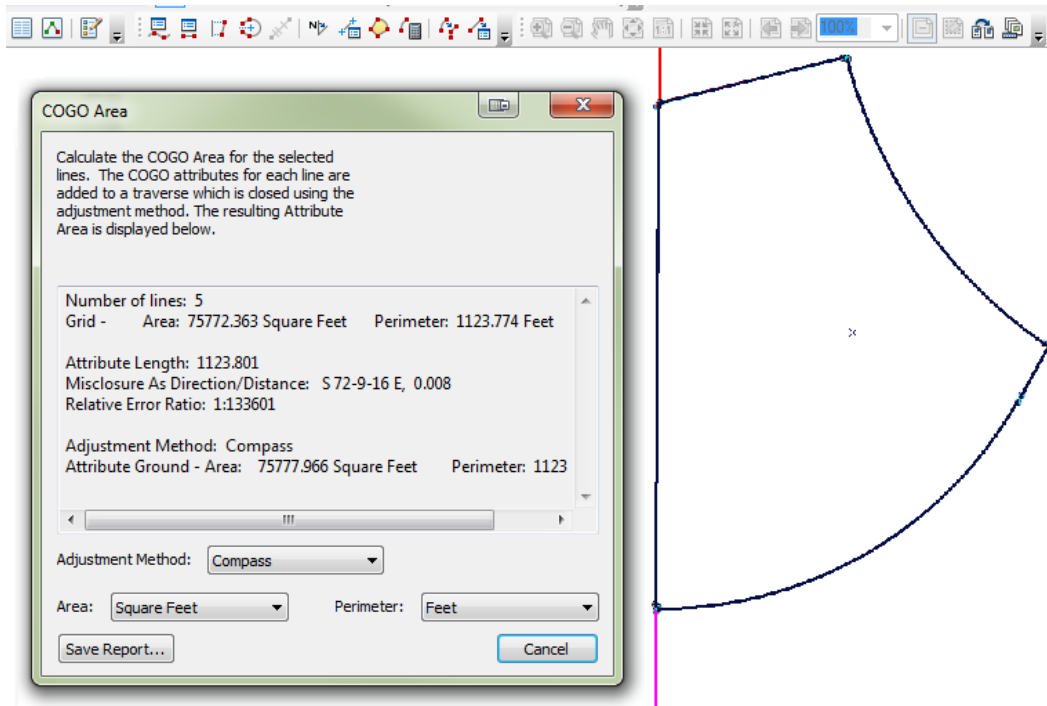 N
1:1
100%
COGO Area
Calculate the COGO Area for the selected
lines. The COGO attributes for each line are
added to a traverse which is closed using the
adjustment method. The resulting Attribute
Area is displayed below.
Number of lines: 5
Grid - Area: 75772.363 Square Feet Perimeter: 1123.774 Feet
Attribute Length: 1123.801
Misclosure As Direction/Distance: S 72-9-16 E, 0.008
Relative Error Ratio: 1:133601
Adjustment Method: Compass
Attribute Ground - Area: 75777.966 Square Feet Perimeter: 1123
Adjustment Method: Compass
Area: Square Feet Perimeter: Feet
Save Report... Cancel